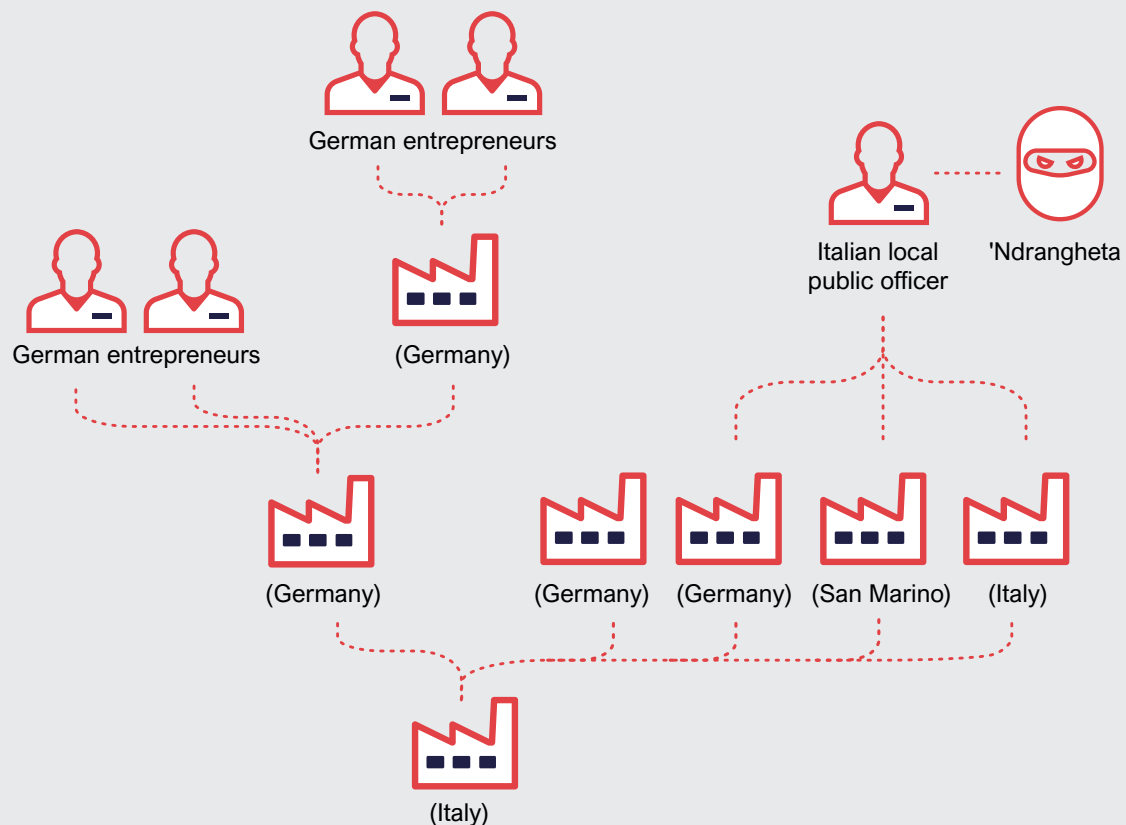 German entrepreneurs
Italian local
public officer
'Ndrangheta
German entrepreneurs
(Germany)
(Germany)
(Germany)
(Germany)
(San Marino)
(Italy)
(Italy)